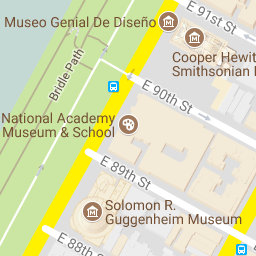 E 91st St
Museo Genial De Diseño
Cooper Hewit
Smithsonian
Bridle Path
E 90th St
National Academy
Museum & School
E 89th St
Solomon R.
Guggenheim Museum
E 88th St